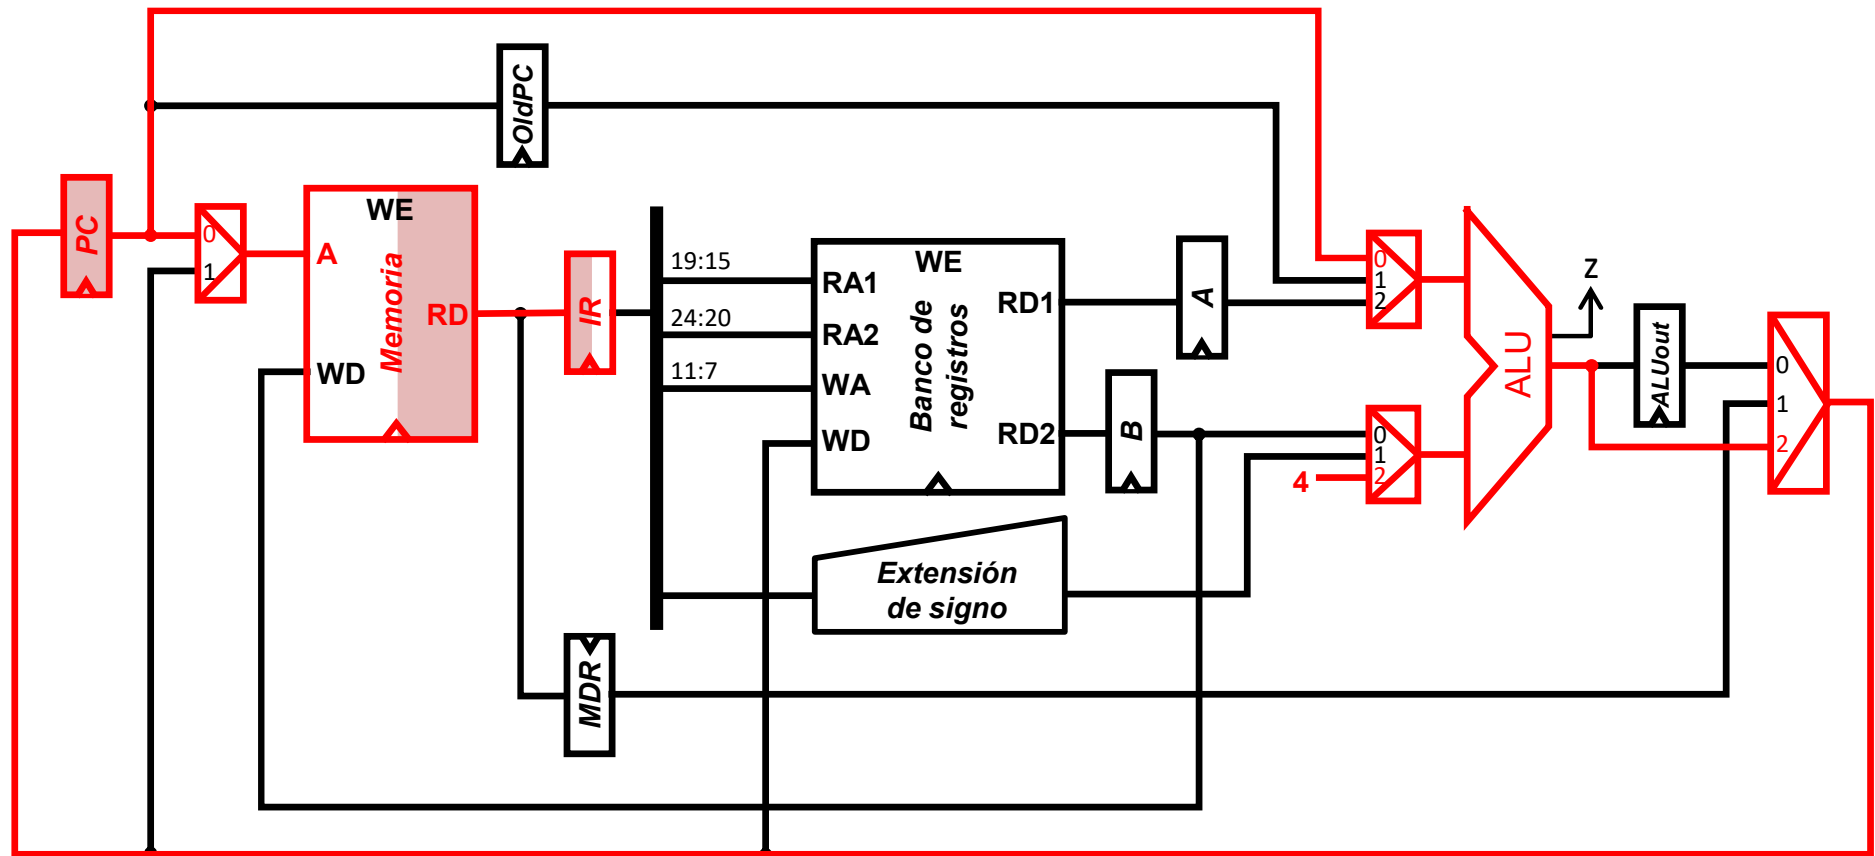 OldPC
PC
0
1
WE
A
Memoria
RD
WD
IR
19:15
24:20
11:7
WE
RA1
RA2
WA
WD
Banco de
registros
RD1
RD2
A
B
0
1
2
0
1
2
4
ALU
Z
ALUout
0
1
2
Extensión
de signo
MDR